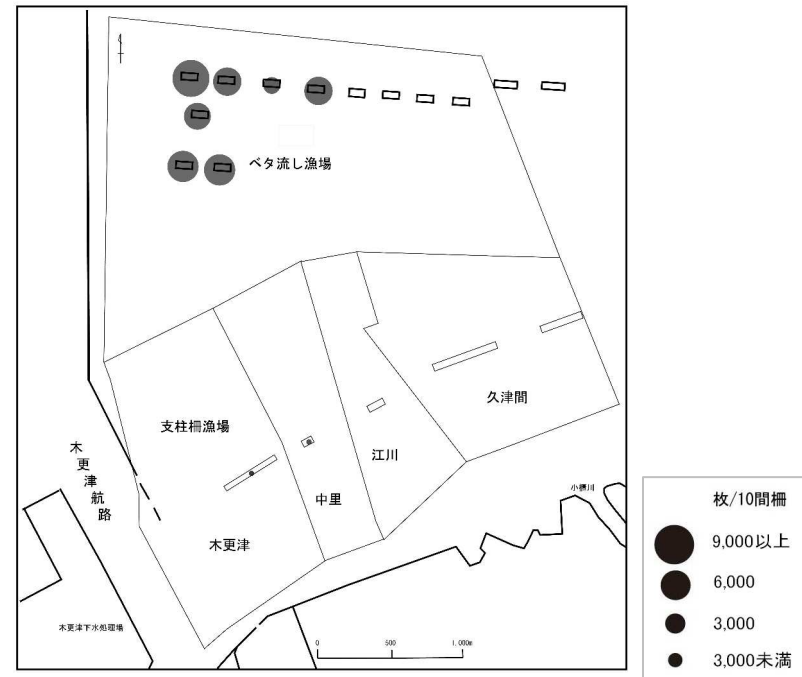 ベタ流し漁場
久津間
支柱柵漁場
江川
木更津航路
中里
小櫃川
木更津
木更津下水処理場
0 500 1,000m
枚/10間柵
9,000以上
6,000
3,000
3,000未満